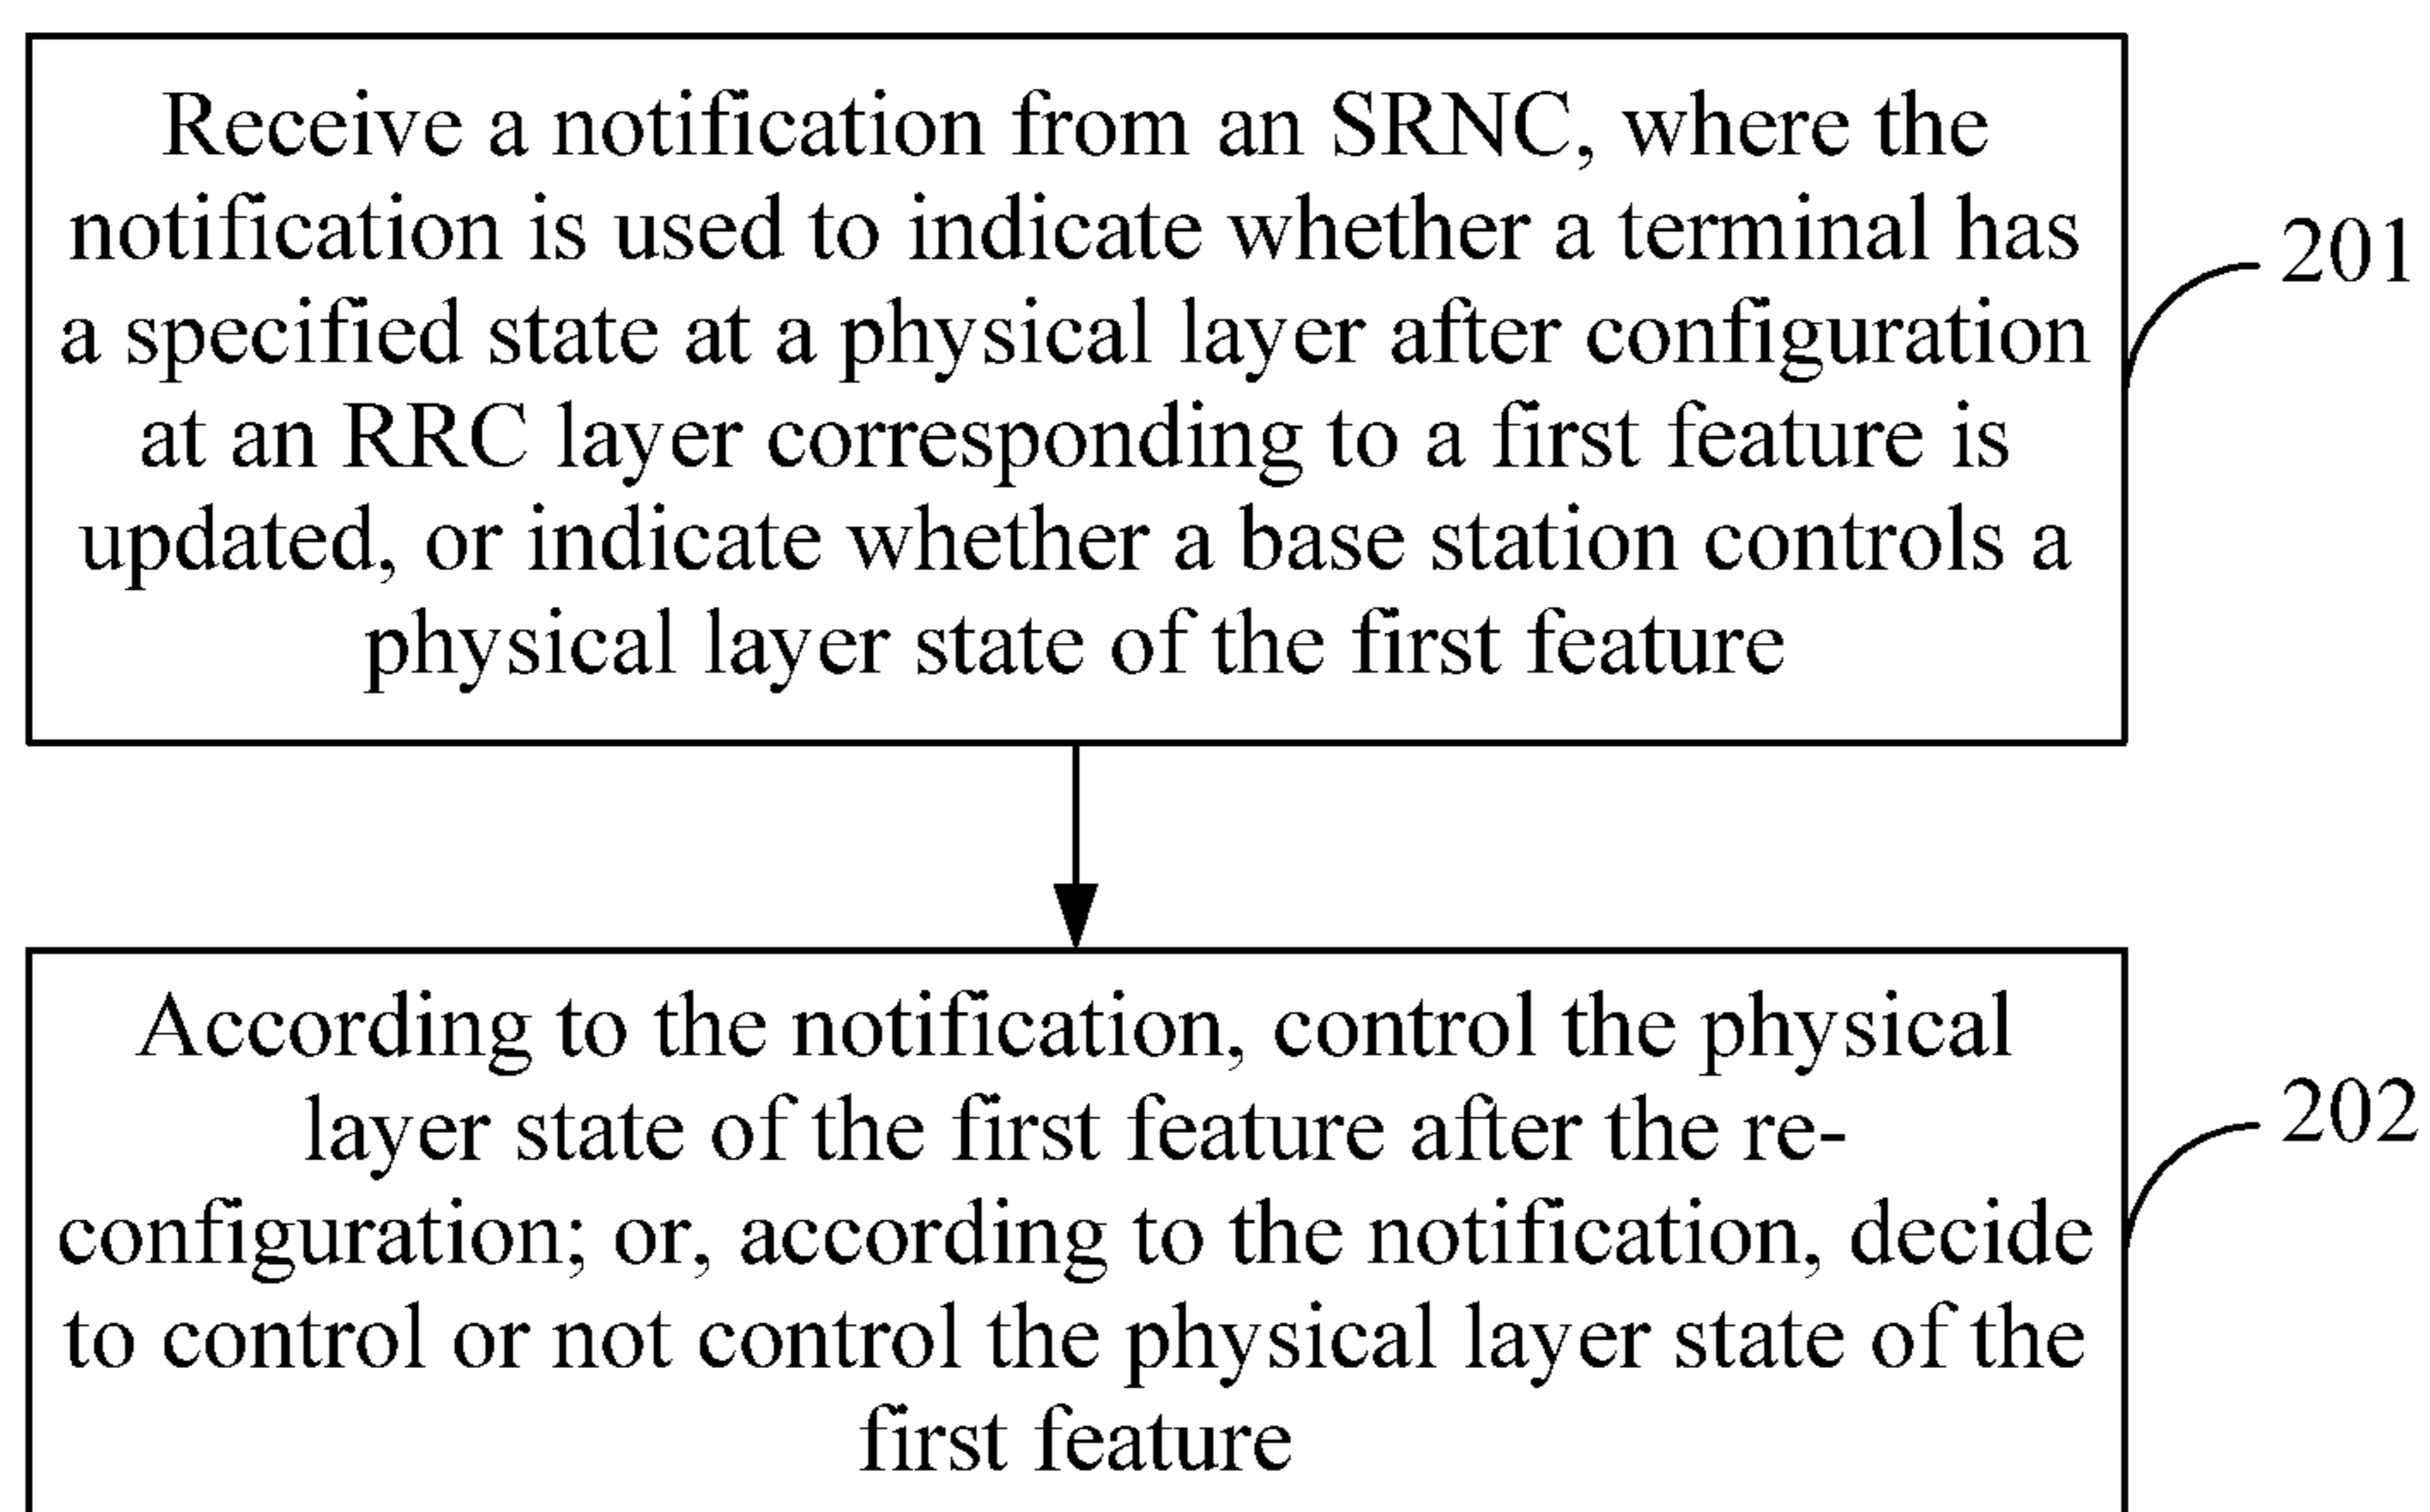 Receive a notification from an SRNC, where the
notification is used to indicate whether a terminal has
a specified state at a physical layer after configuration
at an RRC layer corresponding to a first feature is
updated, or indicate whether a base station controls a
physical layer state of the first feature
201
According to the notification, control the physical
layer state of the first feature after the re-
configuration; or, according to the notification, decide
to control or not control the physical layer state of the
first feature
202